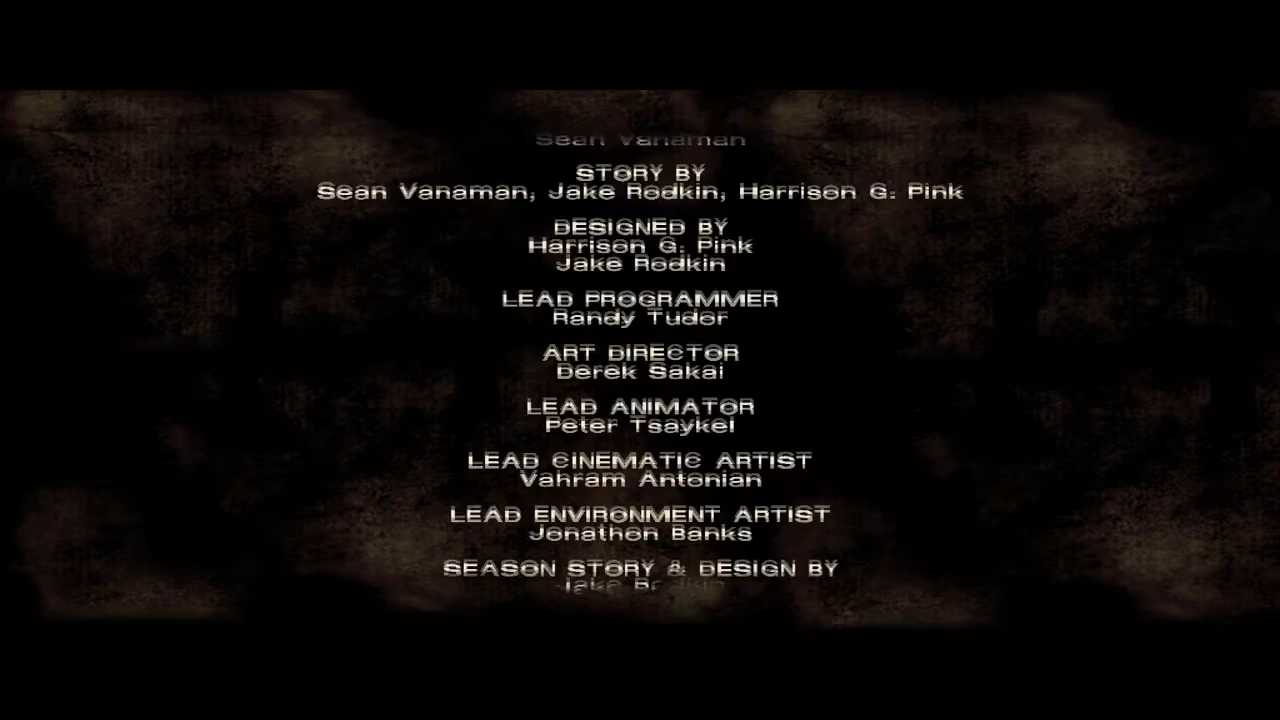 Sean Vanaman
STORY BY
Sean Vanaman, Jake Rodkin, Harrison G. Pink
DESIGNED BY
Harrison G. Pink
Jake Rodkin
LEAD PROGRAMMER
Randy Tudor
ART DIRECTOR
Derek Sakai
LEAD ANIMATOR
Peter Tsaykel
LEAD CINEMATIC ARTIST
Vahram Antonian
LEAD ENVIRONMENT ARTIST
Jonathon Banks
SEASON STORY & DESIGN BY
Jake Rodkin